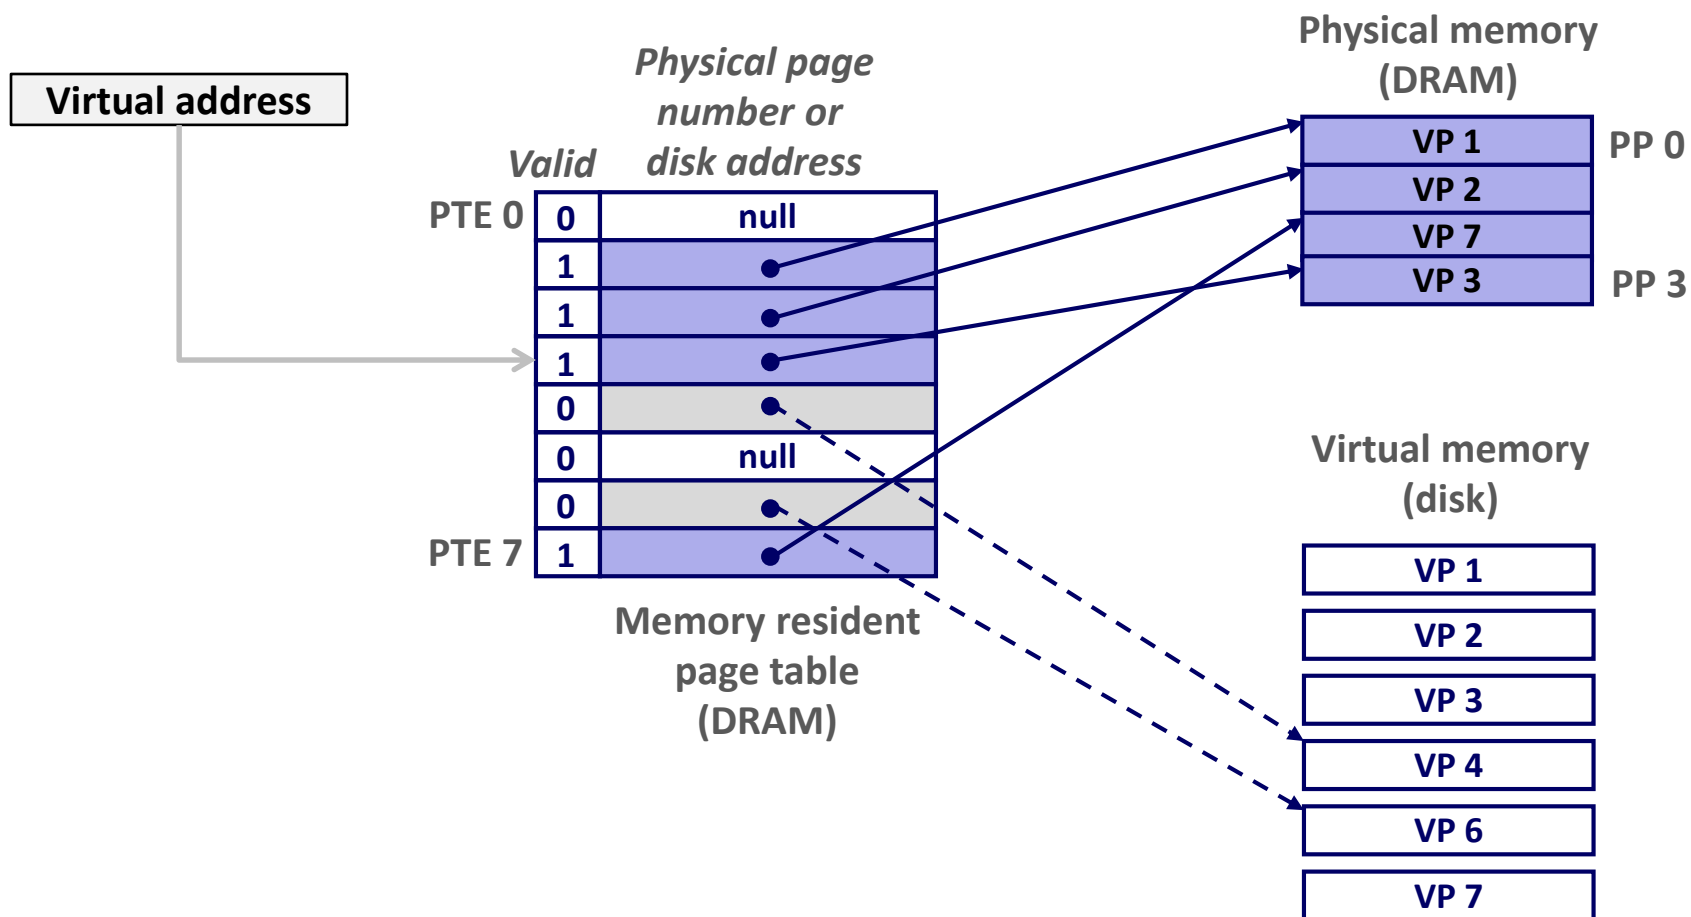 Virtual address
Physical page
number or
disk address
Valid
PTE 0
0
null
1
1
1
0
0
null
0
PTE 7
1
Memory resident
page table
(DRAM)
Physical memory
(DRAM)
VP 1
PP 0
VP 2
VP 7
VP 3
PP 3
Virtual memory
(disk)
VP 1
VP 2
VP 3
VP 4
VP 6
VP 7